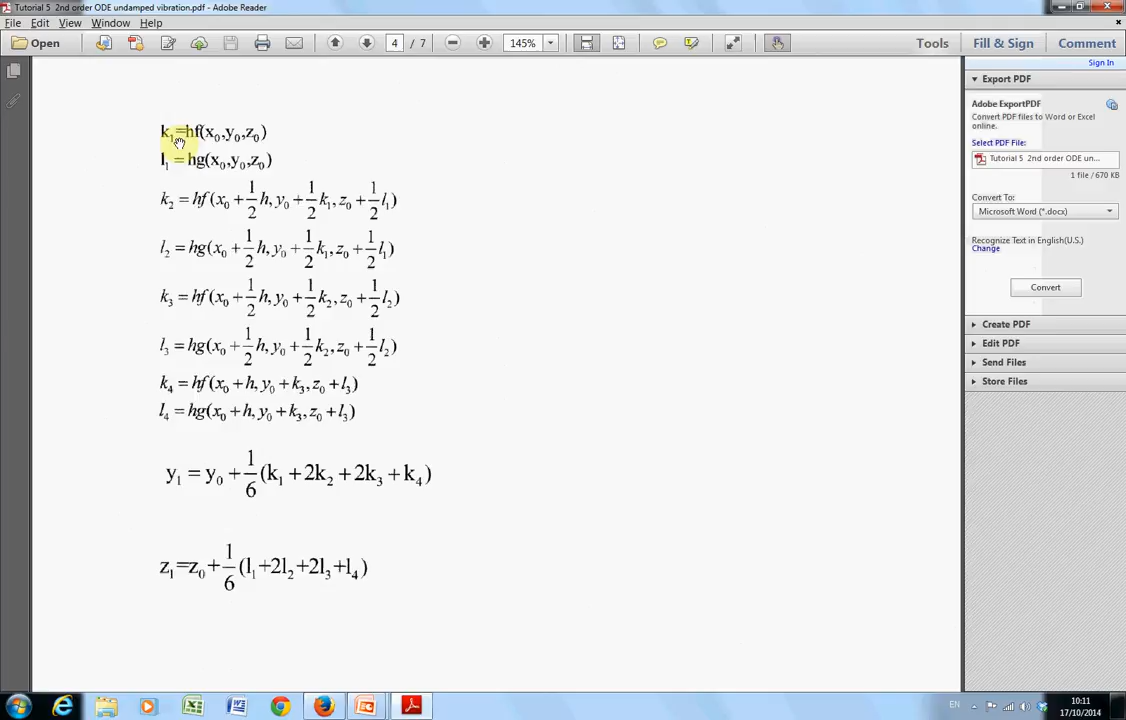 Tutorial 5  2nd order ODE undamped vibration.pdf - Adobe Reader
File Edit View Window Help
Open 4 / 7 145% Tools Fill & Sign Comment
Sign In
Export PDF
Adobe ExportPDF
Convert PDF files to Word or Excel
online.
Select PDF File:
Tutorial 5  2nd order ODE un...
1 file / 670 KB
Convert To:
Microsoft Word (*.docx)
Recognize Text in English(U.S.)
Change
Convert
Create PDF
Edit PDF
Send Files
Store Files
k₁=hf(x₀,y₀,z₀)
l₁ = hg(x₀,y₀,z₀)
k₂ = hf(x₀ + 1/2 h, y₀ + 1/2 k₁, z₀ + 1/2 l₁)
l₂ = hg(x₀ + 1/2 h, y₀ + 1/2 k₁, z₀ + 1/2 l₁)
k₃ = hf(x₀ + 1/2 h, y₀ + 1/2 k₂, z₀ + 1/2 l₂)
l₃ = hg(x₀ + 1/2 h, y₀ + 1/2 k₂, z₀ + 1/2 l₂)
k₄ = hf(x₀ + h, y₀ + k₃, z₀ + l₃)
l₄ = hg(x₀ + h, y₀ + k₃, z₀ + l₃)
y₁ = y₀ + 1/6 (k₁ + 2k₂ + 2k₃ + k₄)
z₁=z₀+ 1/6 (l₁+2l₂+2l₃+l₄)
EN 10:11
17/10/2014